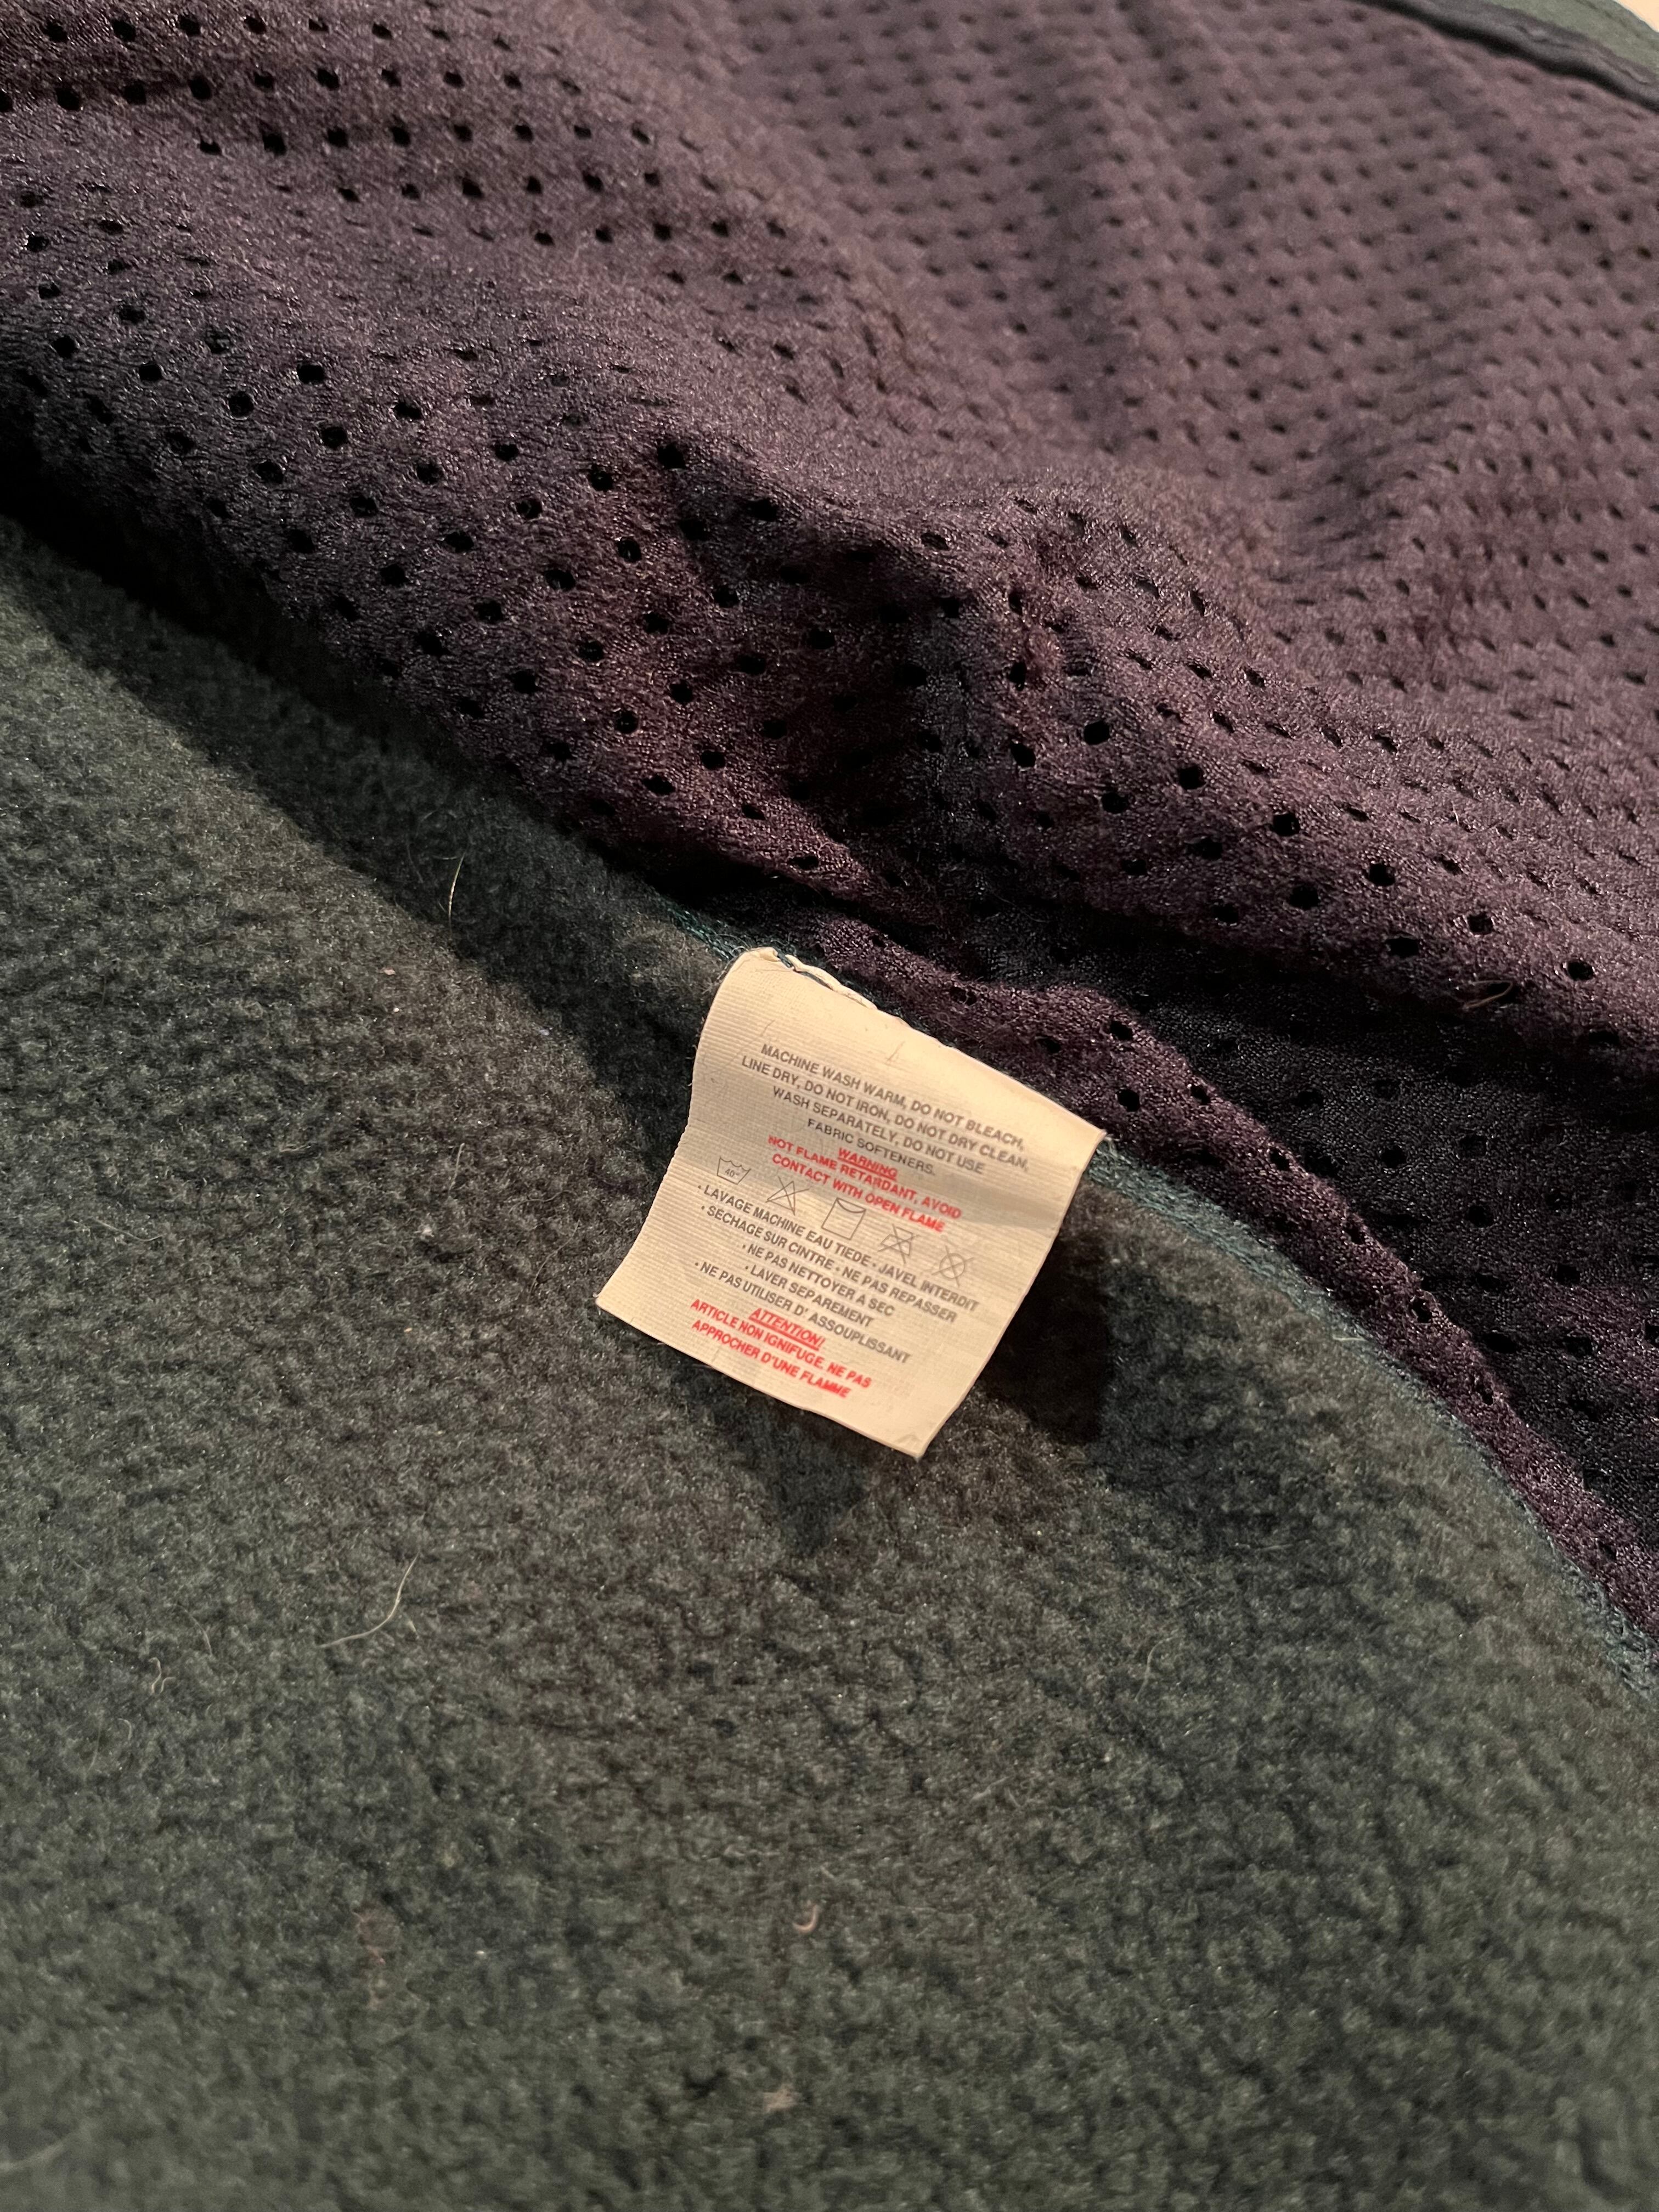 MACHINE WASH WARM, DO NOT BLEACH,
LINE DRY, DO NOT IRON, DO NOT DRY CLEAN,
WASH SEPARATELY, DO NOT USE
FABRIC SOFTENERS.
WARNING
NOT FLAME RETARDANT, AVOID
CONTACT WITH OPEN FLAME
40°
• LAVAGE MACHINE EAU TIEDE • JAVEL INTERDIT
• SECHAGE SUR CINTRE • NE PAS REPASSER
• NE PAS NETTOYER A SEC
• LAVER SEPAREMENT
• NE PAS UTILISER D' ASSOUPLISSANT
ATTENTION!
ARTICLE NON IGNIFUGE. NE PAS
APPROCHER D'UNE FLAMME